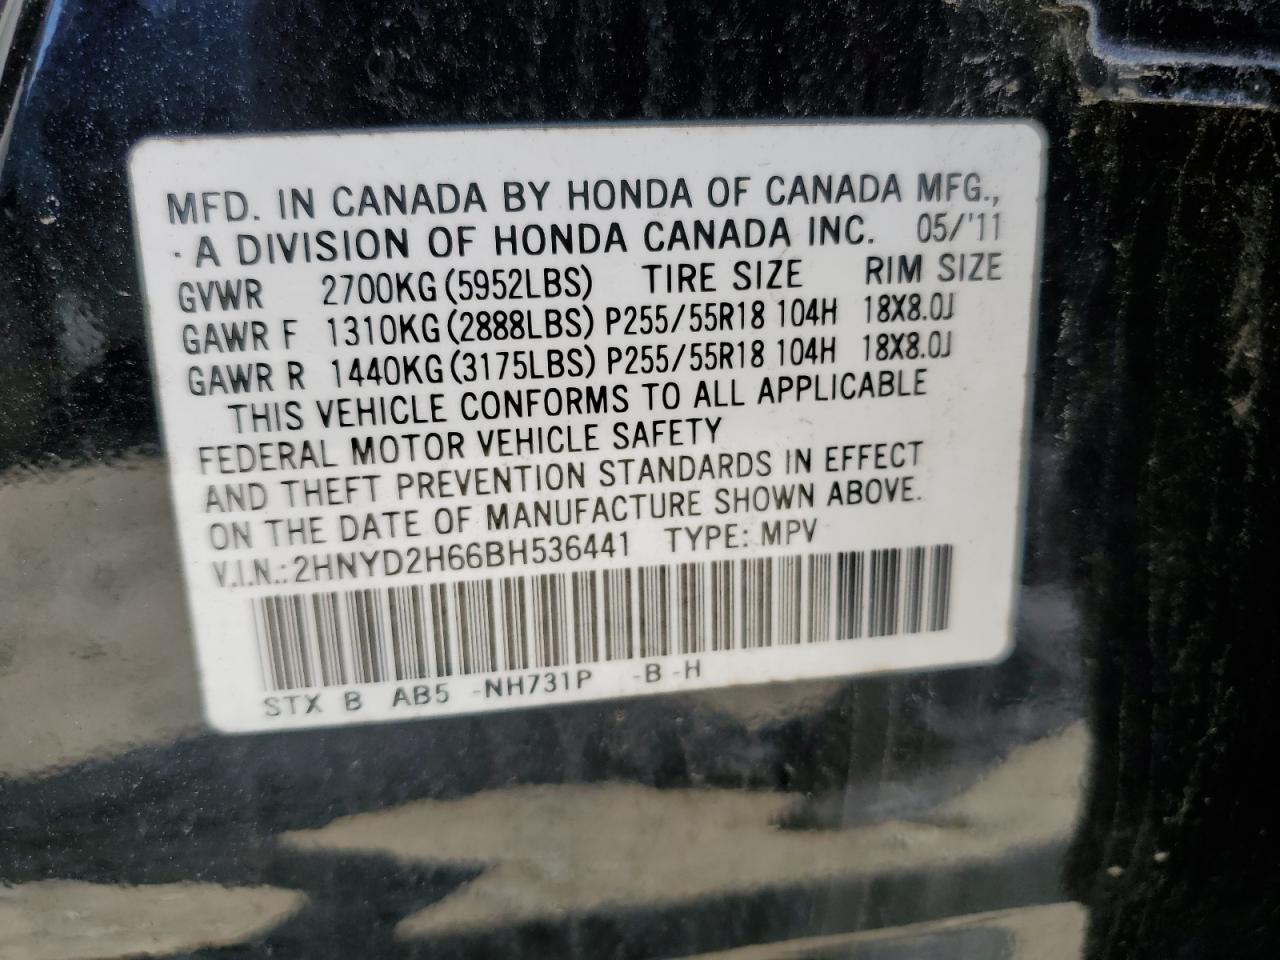 MFD. IN CANADA BY HONDA OF CANADA MFG.,
· A DIVISION OF HONDA CANADA INC. 05/'11
GVWR 2700KG (5952LBS) TIRE SIZE RIM SIZE
GAWR F 1310KG (2888LBS) P255/55R18 104H 18X8.0J
GAWR R 1440KG (3175LBS) P255/55R18 104H 18X8.0J
THIS VEHICLE CONFORMS TO ALL APPLICABLE
FEDERAL MOTOR VEHICLE SAFETY
AND THEFT PREVENTION STANDARDS IN EFFECT
ON THE DATE OF MANUFACTURE SHOWN ABOVE.
V.I.N.: 2HNYD2H66BH536441 TYPE: MPV
STX B AB5 -NH731P -B -H